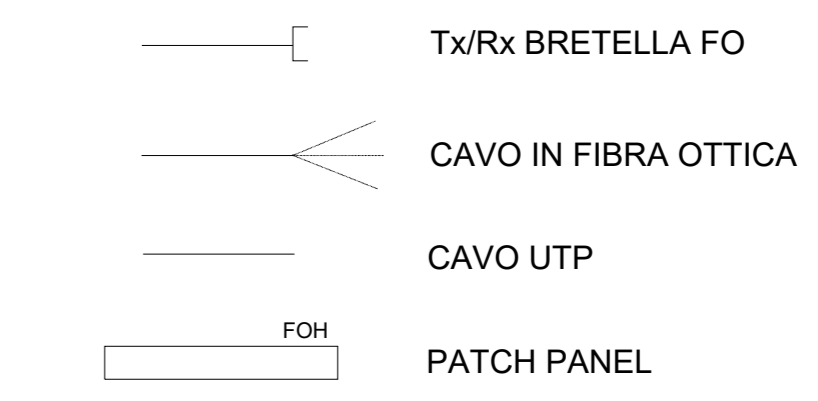 Tx/Rx BRETELLA FO
CAVO IN FIBRA OTTICA
CAVO UTP
FOH
PATCH PANEL